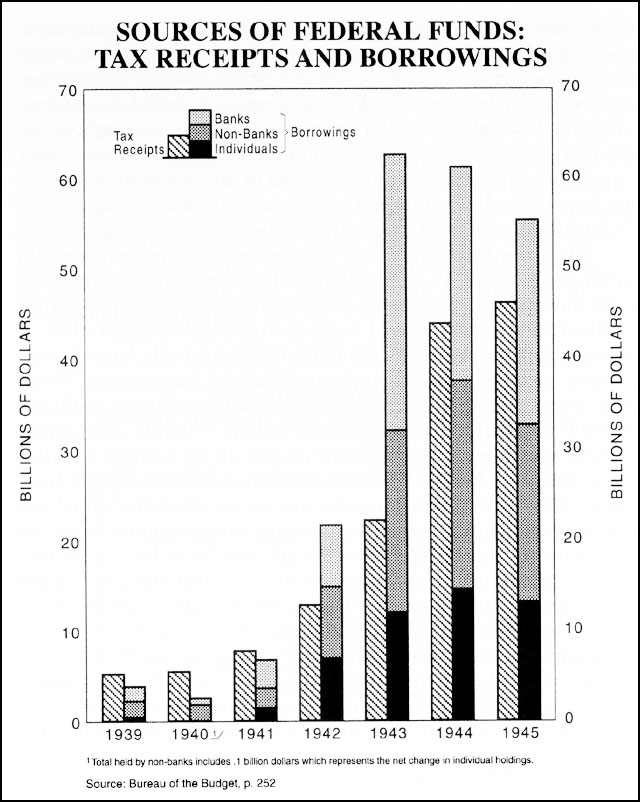 SOURCES OF FEDERAL FUNDS:
TAX RECEIPTS AND BORROWINGS
70
70
Banks
Tax Receipts
Non-Banks
Borrowings
Individuals
60
60
50
50
40
40
30
30
20
20
10
10
0
0
BILLIONS OF DOLLARS
BILLIONS OF DOLLARS
1939 1940 1/ 1941 1942 1943 1944 1945
1 Total held by non-banks includes .1 billion dollars which represents the net change in individual holdings.
Source: Bureau of the Budget, p. 252